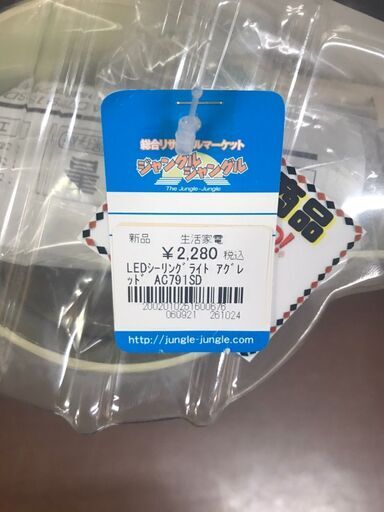 総合リサイクルマーケット
ジャングル
ジャングル
The Jungle-Jungle
新品 生活家電
¥2,280 税込
LEDシーリングライト アグレ
ッド AC791SD
2002010251600676
060921 261024
http://jungle-jungle.com/
商品